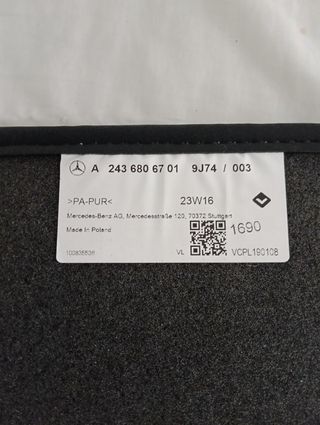 A 243 680 67 01 9J74 / 003
>PA-PUR< 23W16
Mercedes-Benz AG, Mercedesstraße 120, 70372 Stuttgart
Made in Poland
1690
VL VCPL190108